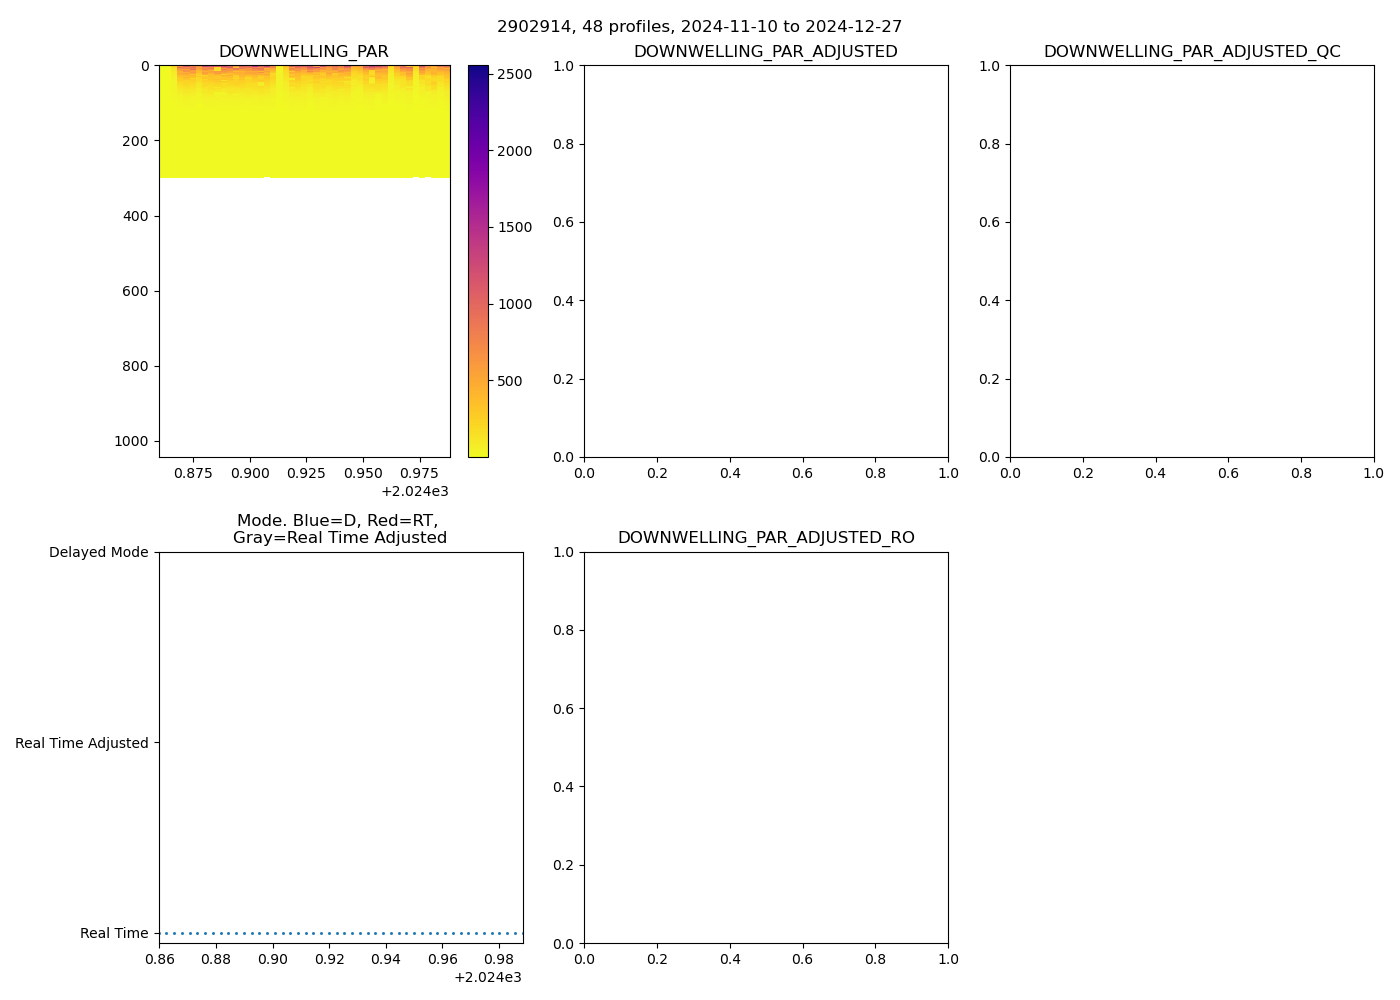 2902914, 48 profiles, 2024-11-10 to 2024-12-27
DOWNWELLING_PAR
0
200
400
600
800
1000
0.875 0.900 0.925 0.950 0.975
+2.024e3
2500
2000
1500
1000
500
DOWNWELLING_PAR_ADJUSTED
1.0
0.8
0.6
0.4
0.2
0.0
0.0 0.2 0.4 0.6 0.8 1.0
DOWNWELLING_PAR_ADJUSTED_QC
1.0
0.8
0.6
0.4
0.2
0.0
0.0 0.2 0.4 0.6 0.8 1.0
Mode. Blue=D, Red=RT,
Gray=Real Time Adjusted
Delayed Mode
Real Time Adjusted
Real Time
0.86 0.88 0.90 0.92 0.94 0.96 0.98
+2.024e3
DOWNWELLING_PAR_ADJUSTED_RO
1.0
0.8
0.6
0.4
0.2
0.0
0.0 0.2 0.4 0.6 0.8 1.0